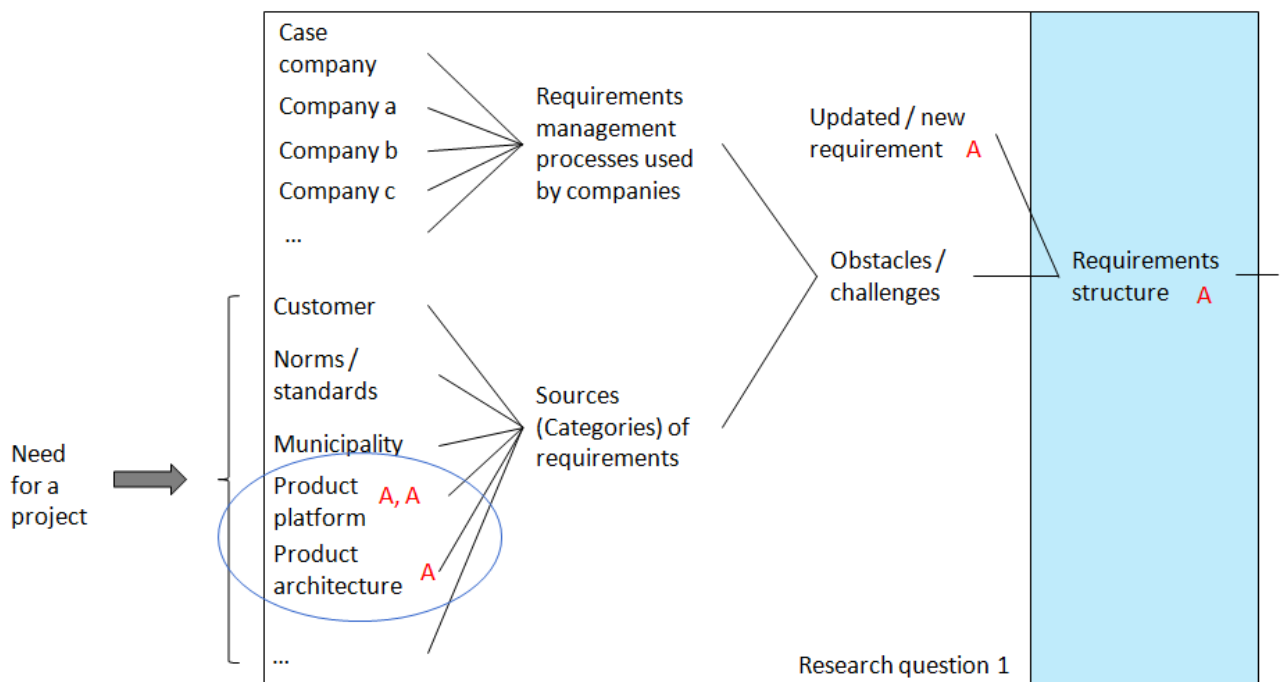 Case
company
Company a
Company b
Company c
...
Requirements
management
processes used
by companies
Updated / new
requirement A
Obstacles /
challenges
Requirements
structure A
Need
for a
project
Customer
Norms /
standards
Municipality
Product
platform A, A
Product
architecture A
...
Sources
(Categories) of
requirements
Research question 1